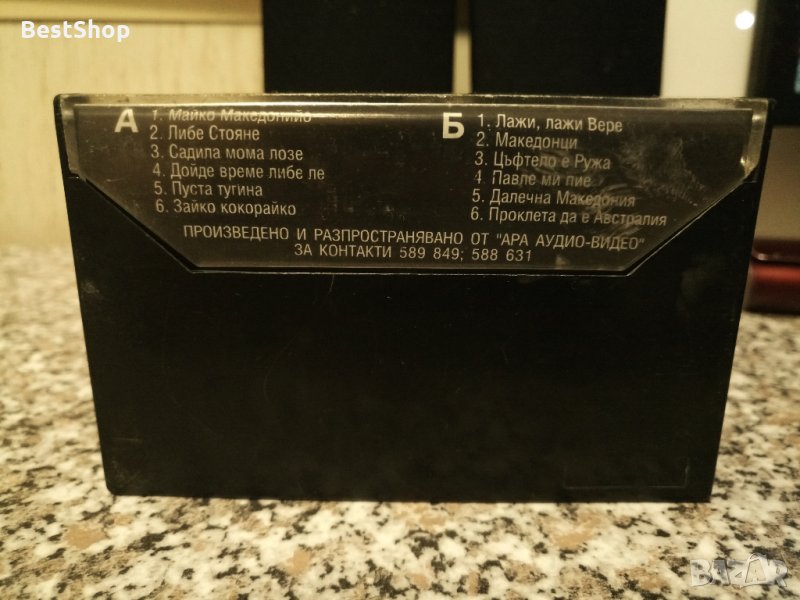 BestShop
А
1. Майко Македонийо
2. Либе Стояне
3. Садила мома лозе
4. Дойде време либе ле
5. Пуста тугина
6. Зайко кокорайко
Б
1. Лажи, лажи Вере
2. Македонци
3. Цъфтело е Ружа
4. Павле ми пие
5. Далечна Македония
6. Проклета да е Австралия
ПРОИЗВЕДЕНО И РАЗПРОСТРАНЯВАНО ОТ "АРА АУДИО-ВИДЕО"
ЗА КОНТАКТИ 589 849; 588 631
BAZAR